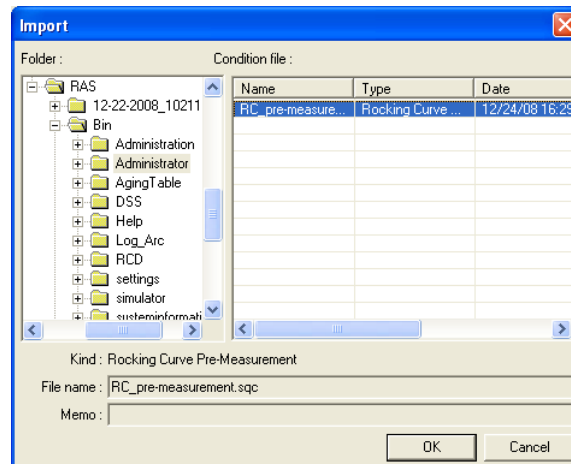 Import
Folder : Condition file :
RAS
12-22-2008_10211
Bin
Administration
Administrator
AgingTable
DSS
Help
Log_Arc
RCD
settings
simulator
systeminformati
Name Type Date
RC_pre-measure... Rocking Curve ... 12/24/08 16:29
Kind : Rocking Curve Pre-Measurement
File name : RC_pre-measurement.sqc
Memo :
OK Cancel